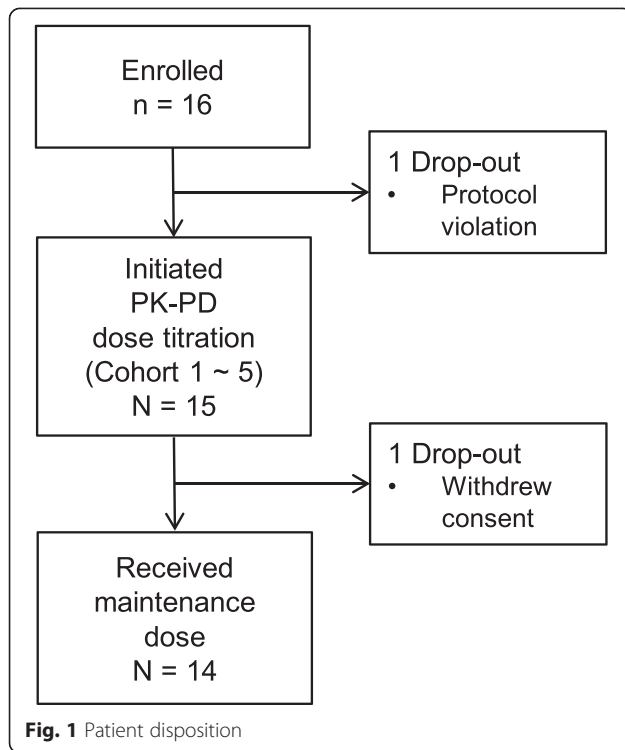 Enrolled
n = 16
1 Drop-out
• Protocol
violation
Initiated
PK-PD
dose titration
(Cohort 1 ~ 5)
N = 15
1 Drop-out
• Withdrew
consent
Received
maintenance
dose
N = 14
Fig. 1 Patient disposition